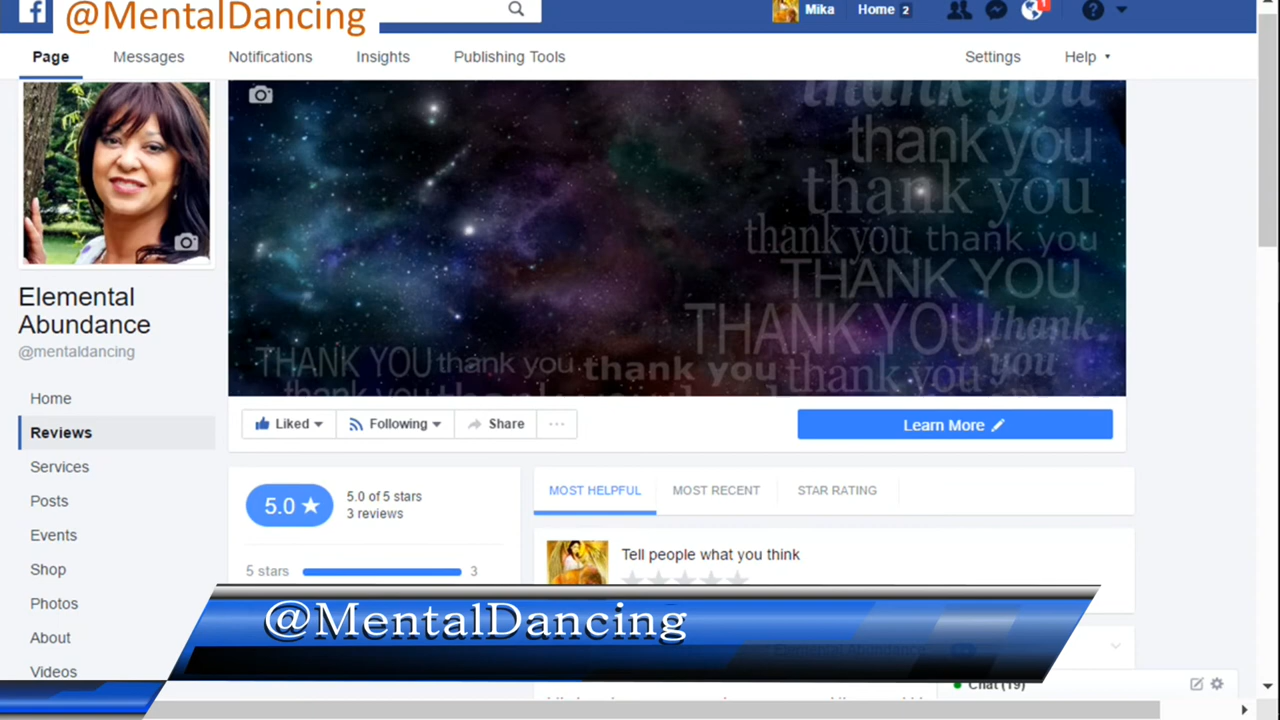 @MentalDancing
Mika
Home 2
1
Page
Messages
Notifications
Insights
Publishing Tools
Settings
Help
thank you
thank you
thank you
thank you thank you
THANK YOU
THANK YOU thank you
THANK YOU thank you thank you thank you
thank you
Elemental
Abundance
@mentaldancing
Home
Reviews
Services
Posts
Events
Shop
Photos
About
Videos
Liked
Following
Share
Learn More
5.0
5.0 of 5 stars
3 reviews
5 stars
3
MOST HELPFUL
MOST RECENT
STAR RATING
Tell people what you think
@MentalDancing
Chat (19)